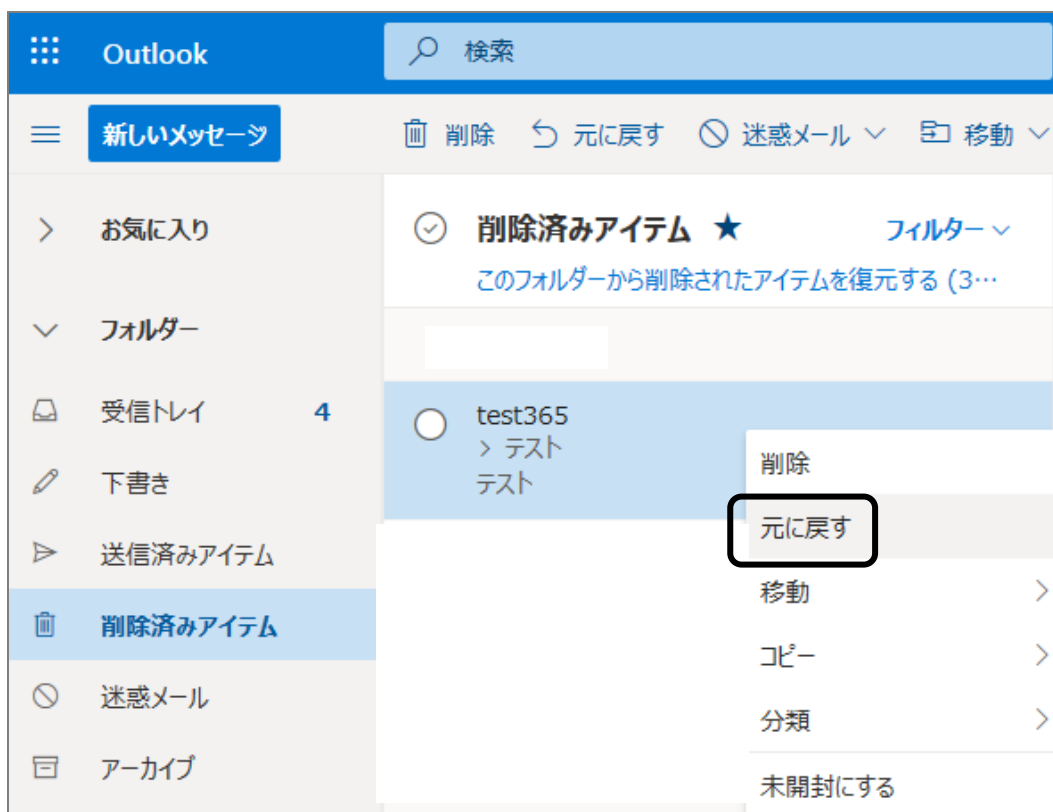 Outlook
検索
新しいメッセージ
削除 元に戻す 迷惑メール 移動
お気に入り
削除済みアイテム ★ フィルター
このフォルダーから削除されたアイテムを復元する (3…
フォルダー
受信トレイ 4
下書き
送信済みアイテム
削除済みアイテム
迷惑メール
アーカイブ
test365
> テスト
テスト
削除
元に戻す
移動
コピー
分類
未開封にする